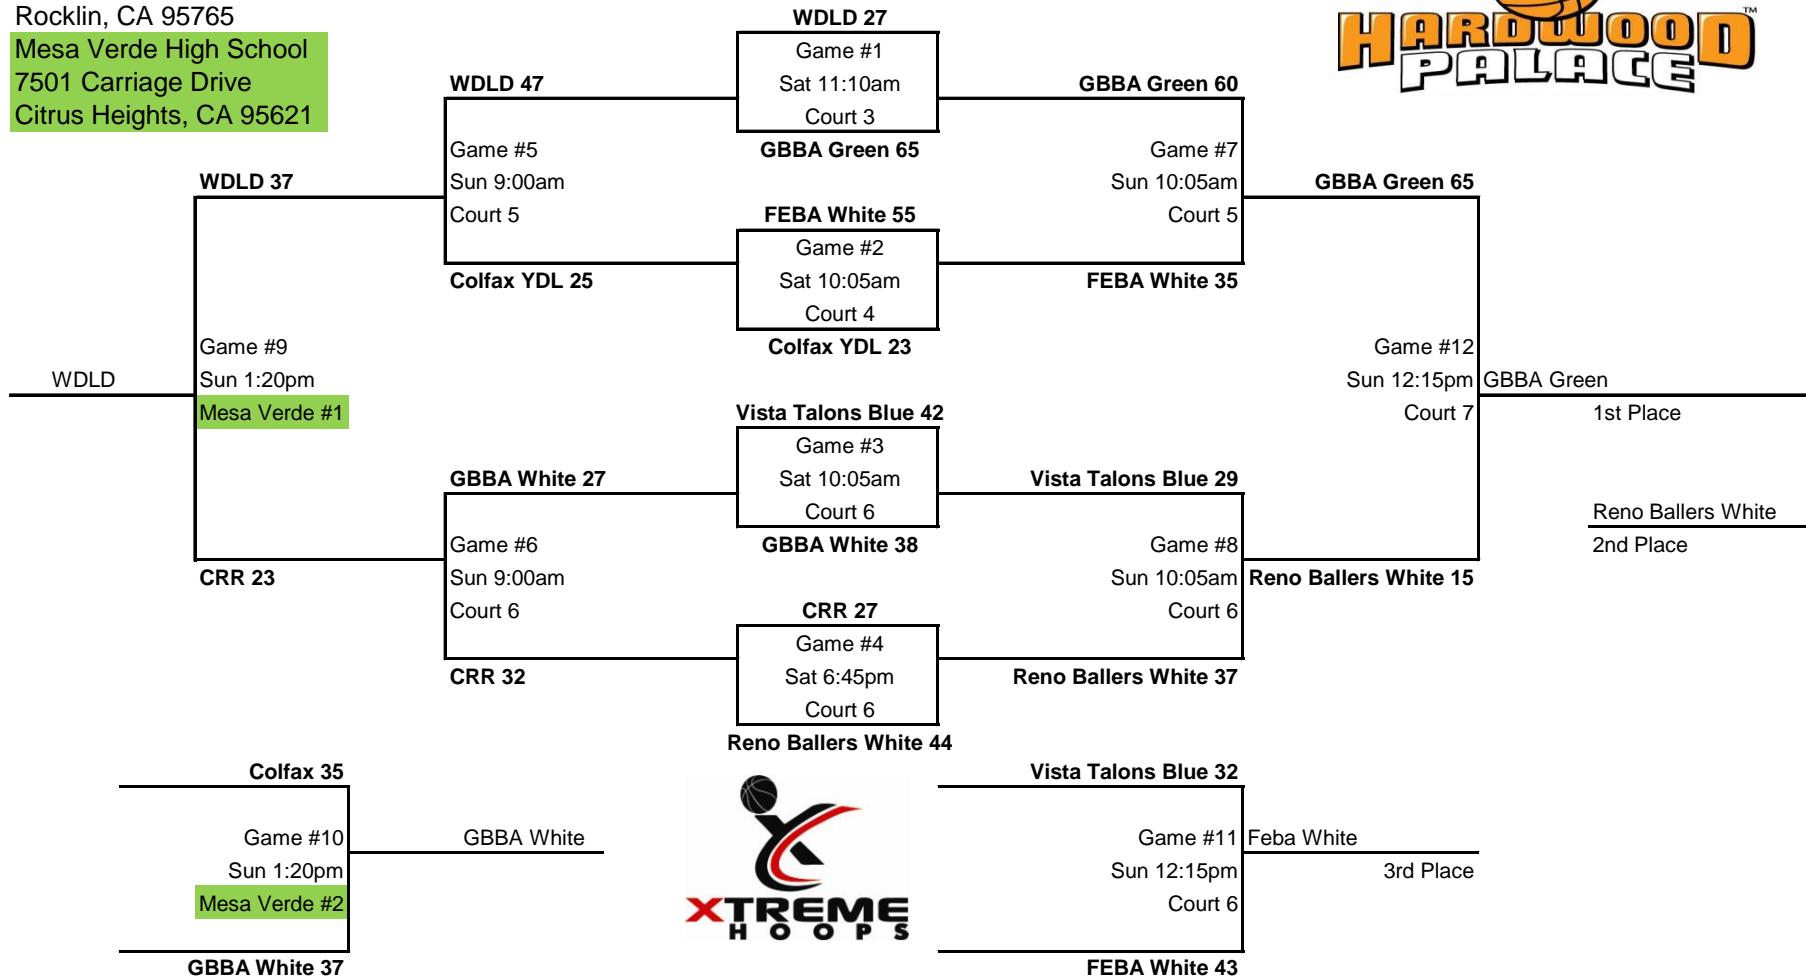 Rocklin, CA 95765
Mesa Verde High School
7501 Carriage Drive
Citrus Heights, CA 95621
HARDWOOD
PALACE
TM
WDLD 27
Game #1
Sat 11:10am
Court 3
GBBA Green 65
WDLD 47
Game #5
Sun 9:00am
Court 5
Colfax YDL 25
FEBA White 55
Game #2
Sat 10:05am
Court 4
Colfax YDL 23
GBBA Green 60
Game #7
Sun 10:05am
Court 5
FEBA White 35
WDLD 37
Game #9
Sun 1:20pm
Mesa Verde #1
CRR 23
WDLD
GBBA Green 65
Game #12
Sun 12:15pm
Court 7
Reno Ballers White 15
GBBA Green
1st Place
Reno Ballers White
2nd Place
Vista Talons Blue 42
Game #3
Sat 10:05am
Court 6
GBBA White 38
GBBA White 27
Game #6
Sun 9:00am
Court 6
CRR 32
CRR 27
Game #4
Sat 6:45pm
Court 6
Reno Ballers White 44
Vista Talons Blue 29
Game #8
Sun 10:05am
Court 6
Reno Ballers White 37
Colfax 35
Game #10
Sun 1:20pm
Mesa Verde #2
GBBA White 37
GBBA White
XTREME
HOOPS
Vista Talons Blue 32
Game #11
Sun 12:15pm
Court 6
FEBA White 43
Feba White
3rd Place